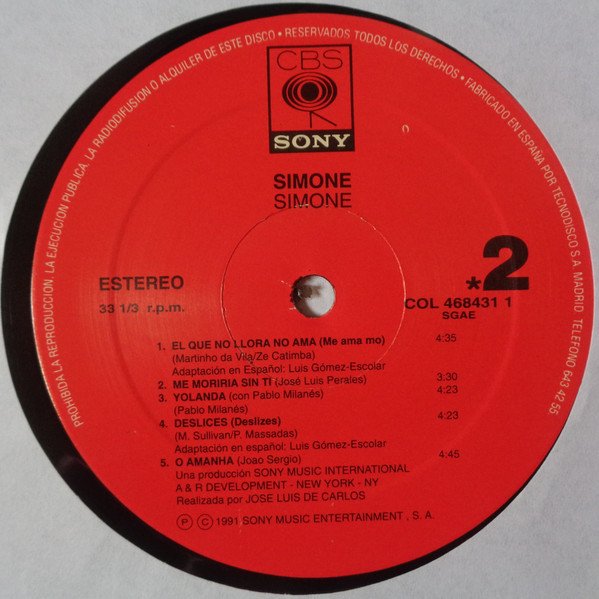 PROHIBIDA LA REPRODUCCION. LA EJECUCION PUBLICA. LA RADIODIFUSION O ALQUILER DE ESTE DISCO • RESERVADOS TODOS LOS DERECHOS • FABRICADO EN ESPAÑA POR TECNODISCO S.A. MADRID. TELEFONO 643 42 55
CBS
SONY
SIMONE
SIMONE
ESTEREO
33 1/3 r.p.m.
*2
COL 468431 1
SGAE
1. EL QUE NO LLORA NO AMA (Me ama mo) 4:35
(Martinho da Vila/Ze Catimba)
Adaptación en Español: Luis Gómez-Escolar
2. ME MORIRIA SIN TI (José Luis Perales) 3:30
3. YOLANDA (con Pablo Milanés) 4:23
(Pablo Milanés)
4. DESLICES (Deslizes) 4:23
(M. Sullivan/P. Massadas)
Adaptación en español: Luis Gómez-Escolar
5. O AMANHA (Joao Sergio) 4:45
Una producción SONY MUSIC INTERNATIONAL
A & R DEVELOPMENT - NEW YORK - NY
Realizada por JOSE LUIS DE CARLOS
Ⓟ Ⓒ 1991 SONY MUSIC ENTERTAINMENT , S. A.